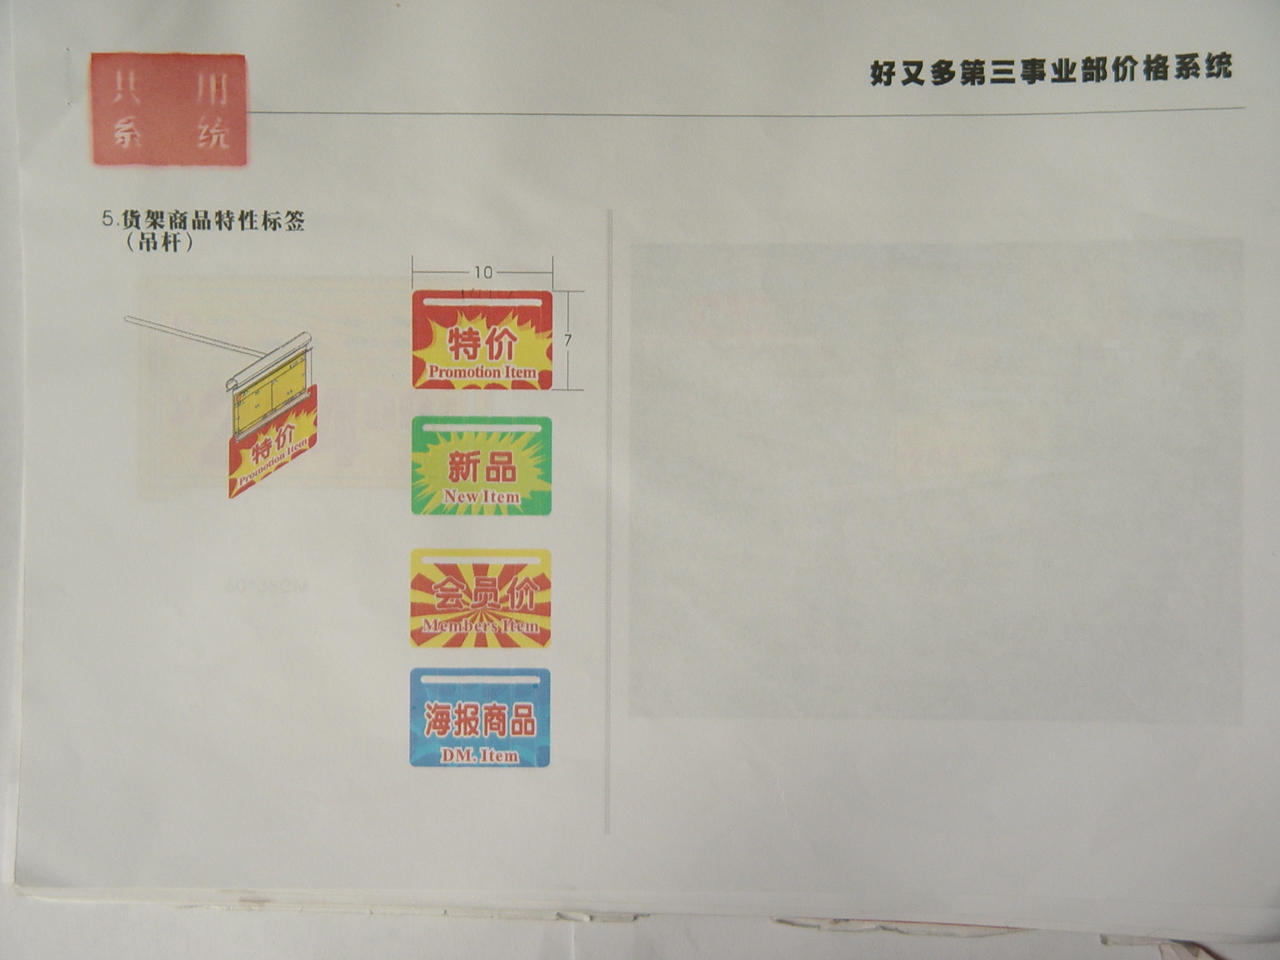 共用
系统
好又多第三事业部价格系统
5.货架商品特性标签
（吊杆）
10
7
特价
Promotion Item
特价
Promotion Item
新品
New Item
会员价
Members Item
海报商品
DM. Item